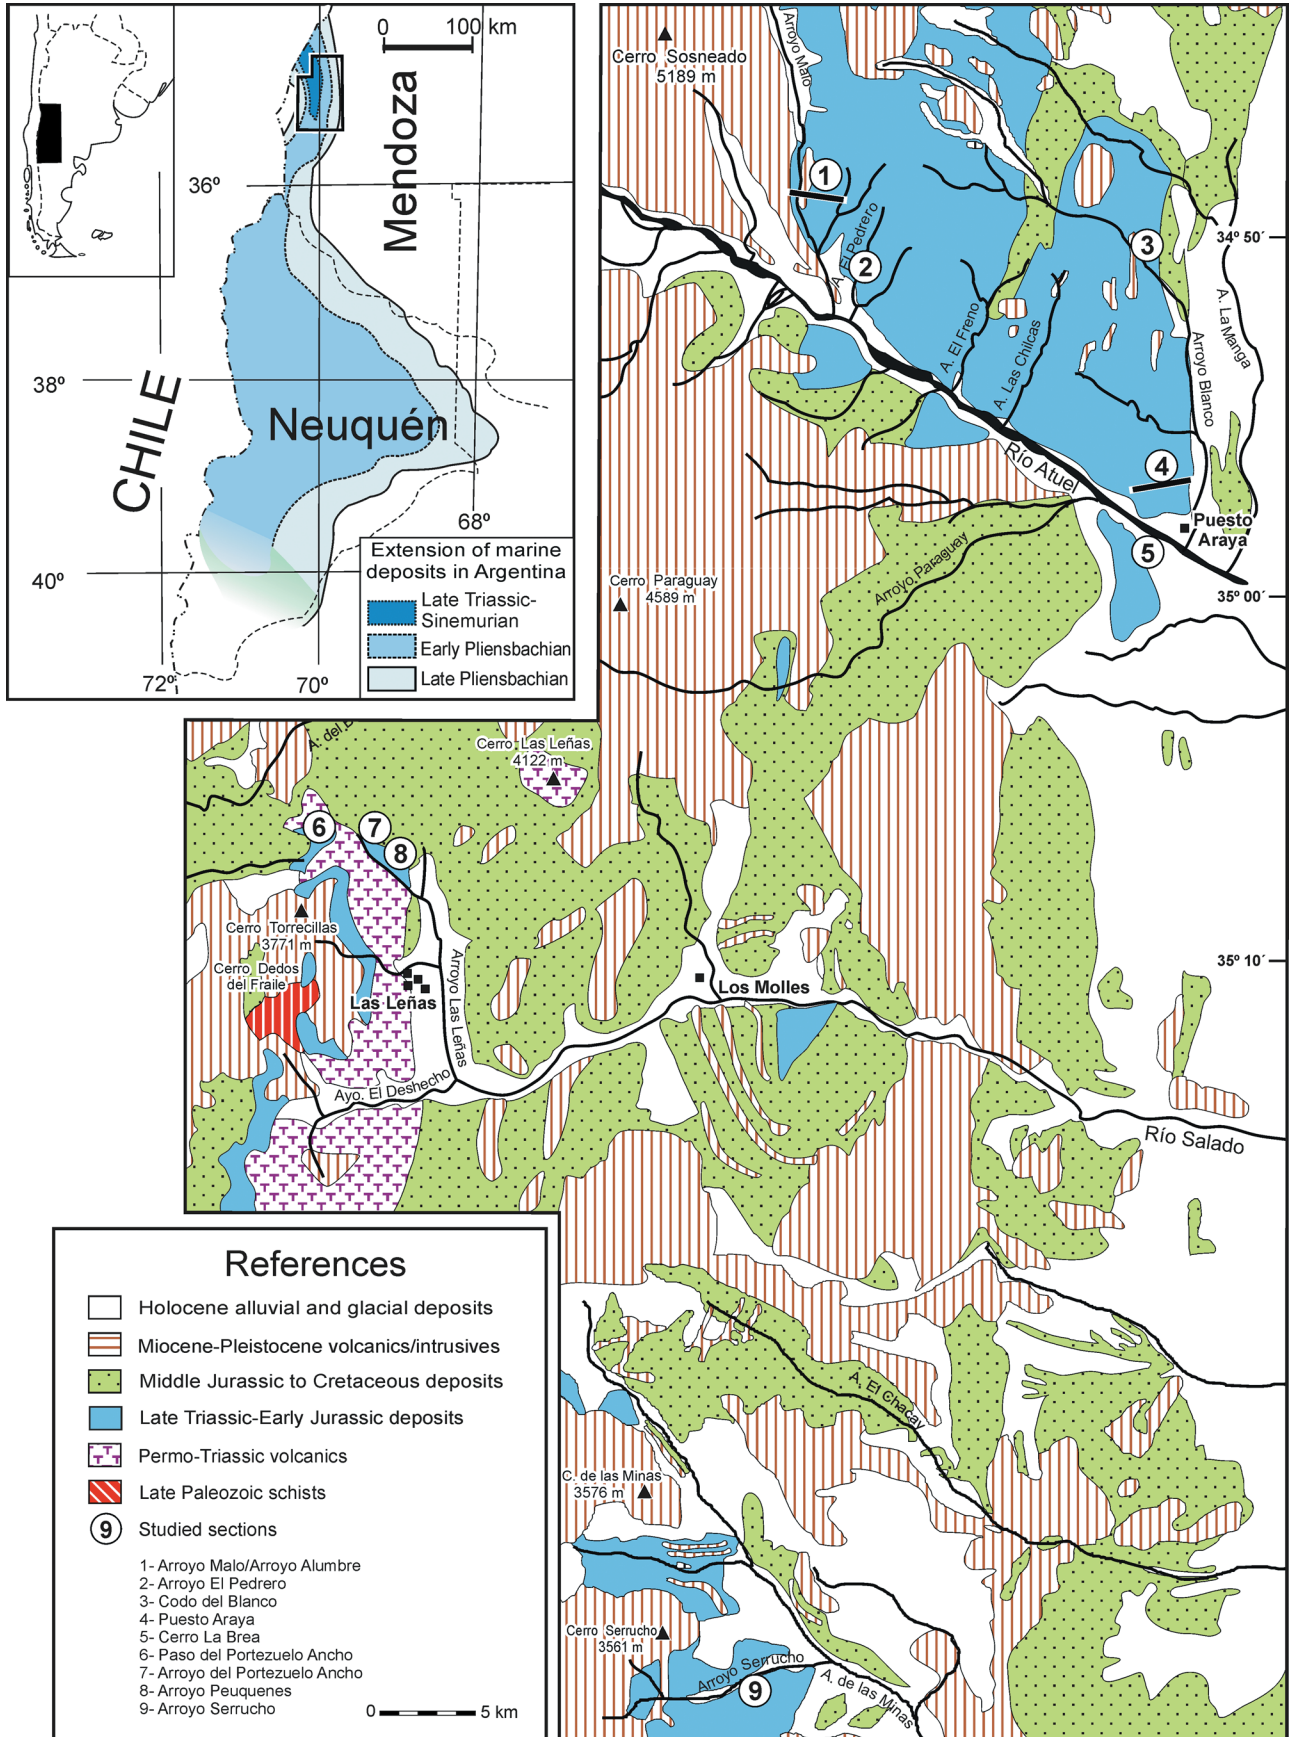 0 100 km
Mendoza
36º
38º
CHILE
Neuquén
68º
40º
72º
70º
Extension of marine
deposits in Argentina
Late Triassic-
Sinemurian
Early Pliensbachian
Late Pliensbachian
Cerro Sosneado
5189 m
Arroyo Malo
1
A. El Pedrero
2
3
34º 50´
A. La Manga
A. El Freno
A. Las Chilcas
Arroyo Blanco
Río Atuel
4
Puesto
Araya
5
Arroyo Paraguay
Cerro Paraguay
4589 m
35º 00´
A. del
Cerro Las Leñas
4122 m
6
7
8
Cerro Torrecillas
3771 m
Cerro Dedos
del Fraile
Las Leñas
Arroyo Las Leñas
Los Molles
35º 10´
Ayo. El Deshecho
Río Salado
A. El Chacay
C. de las Minas
3576 m
Cerro Serrucho
3561 m
Arroyo Serrucho
9
A. de las Minas
References
Holocene alluvial and glacial deposits
Miocene-Pleistocene volcanics/intrusives
Middle Jurassic to Cretaceous deposits
Late Triassic-Early Jurassic deposits
Permo-Triassic volcanics
Late Paleozoic schists
9 Studied sections
1- Arroyo Malo/Arroyo Alumbre
2- Arroyo El Pedrero
3- Codo del Blanco
4- Puesto Araya
5- Cerro La Brea
6- Paso del Portezuelo Ancho
7- Arroyo del Portezuelo Ancho
8- Arroyo Peuquenes
9- Arroyo Serrucho
0 5 km